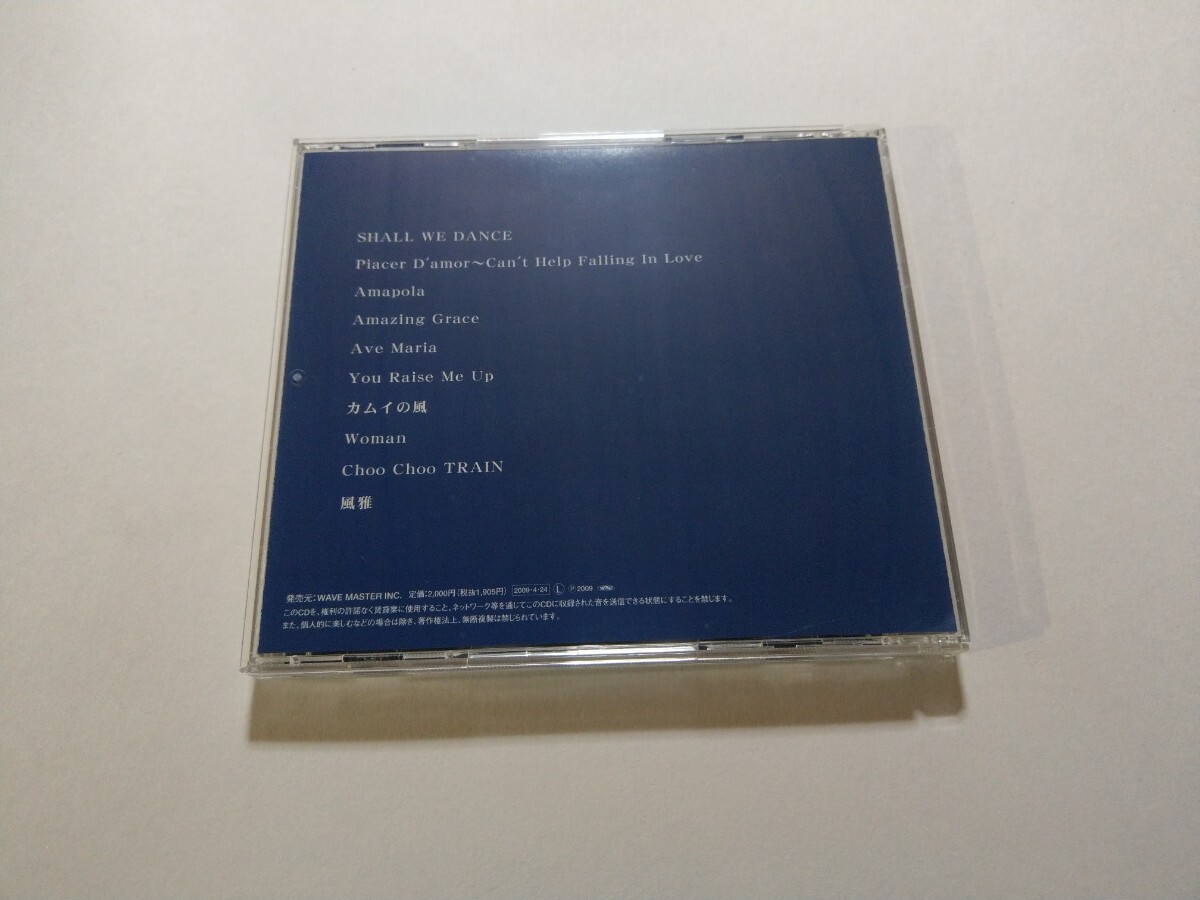 SHALL WE DANCE
Piacer D'amor～Can't Help Falling In Love
Amapola
Amazing Grace
Ave Maria
You Raise Me Up
カムイの風
Woman
Choo Choo TRAIN
風雅
発売元:WAVE MASTER INC. 定価:2,000円(税抜1,905円) 2009・4・24 Ⓛ Ⓟ2009
このCDを、権利の許諾なく賃貸業に使用すること、ネットワーク等を通じてこのCDに収録された音を送信できる状態にすることを禁じます。
また、個人的に楽しむなどの場合は除き、著作権法上、無断複製は禁じられています。